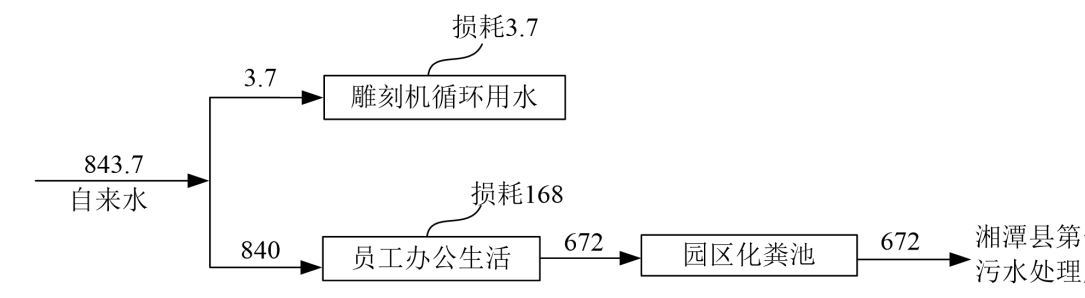 损耗3.7
3.7
雕刻机循环用水
843.7
自来水
损耗168
840
员工办公生活
672
园区化粪池
672
湘潭县第
污水处理